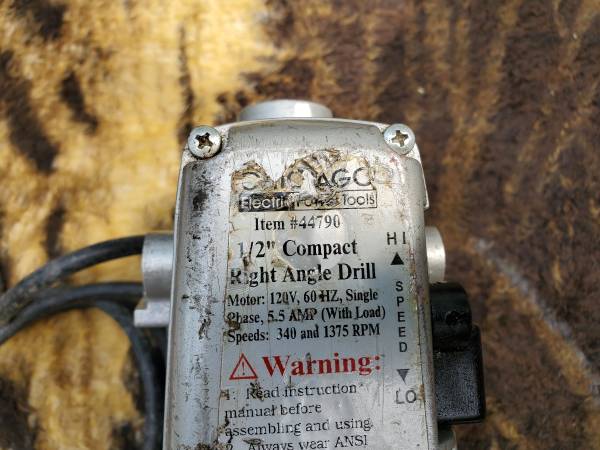 Electric Power Tools
Item #44790
1/2" Compact
Right Angle Drill
Motor: 120V, 60 HZ, Single
Phase, 5.5 AMP (With Load)
Speeds: 340 and 1375 RPM
Warning:
1. Read instruction
manual before
assembling and using.
2. Always wear ANSI
HI
SPEED
LO